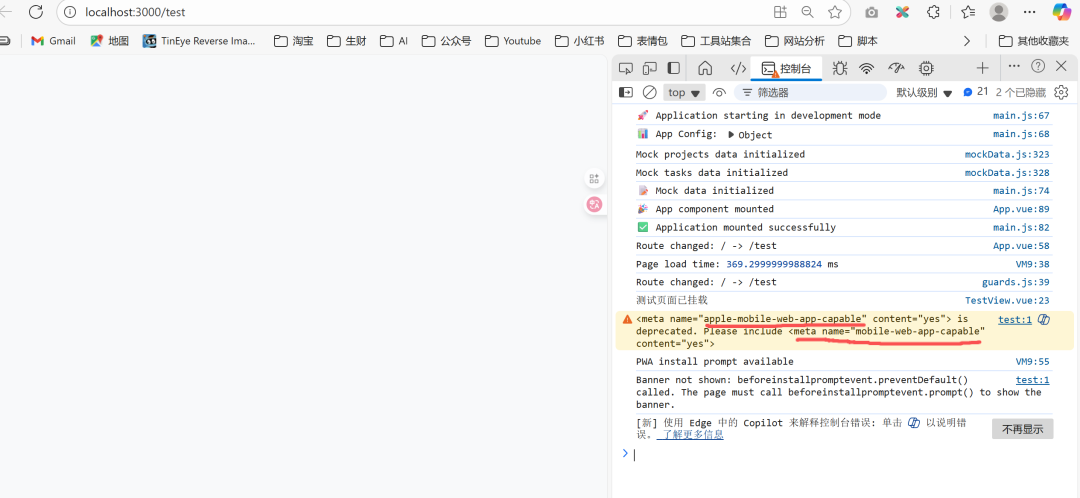 localhost:3000/test
Gmail 地图 TinEye Reverse Ima... 淘宝 生财 AI 公众号 Youtube 小红书 表情包 工具站集合 网站分析 脚本 其他收藏夹
控制台
top 筛选器 默认级别 21 2 个已隐藏
🚀 Application starting in development mode main.js:67
📊 App Config: ▶ Object main.js:68
Mock projects data initialized mockData.js:323
Mock tasks data initialized mockData.js:328
📝 Mock data initialized main.js:74
🎉 App component mounted App.vue:89
✅ Application mounted successfully main.js:82
Route changed: / -> /test App.vue:58
Page load time: 369.2999999988824 ms VM9:38
Route changed: / -> /test guards.js:39
测试页面已挂载 TestView.vue:23
<meta name="apple-mobile-web-app-capable" content="yes"> is test:1
deprecated. Please include <meta name="mobile-web-app-capable"
content="yes">
PWA install prompt available VM9:55
Banner not shown: beforeinstallpromptevent.preventDefault() test:1
called. The page must call beforeinstallpromptevent.prompt() to show the
banner.
[新] 使用 Edge 中的 Copilot 来解释控制台错误: 单击 以说明错
误。 了解更多信息 不再显示
>